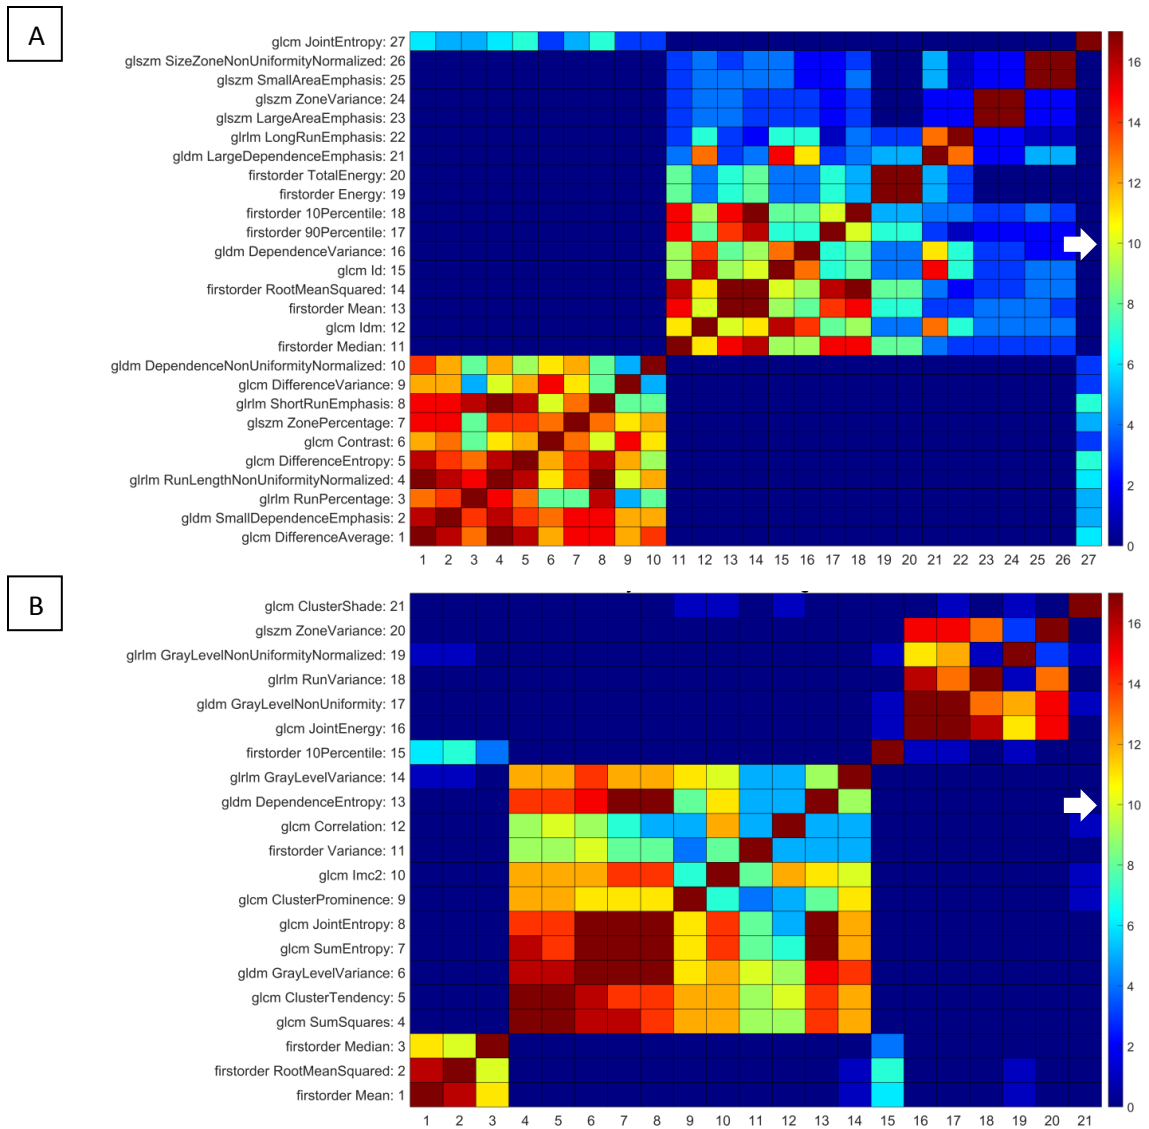 A
glcm JointEntropy: 27
glszm SizeZoneNonUniformityNormalized: 26
glszm SmallAreaEmphasis: 25
glszm ZoneVariance: 24
glszm LargeAreaEmphasis: 23
glrlm LongRunEmphasis: 22
gldm LargeDependenceEmphasis: 21
firstorder TotalEnergy: 20
firstorder Energy: 19
firstorder 10Percentile: 18
firstorder 90Percentile: 17
gldm DependenceVariance: 16
glcm Id: 15
firstorder RootMeanSquared: 14
firstorder Mean: 13
glcm Idm: 12
firstorder Median: 11
gldm DependenceNonUniformityNormalized: 10
glcm DifferenceVariance: 9
glrlm ShortRunEmphasis: 8
glszm ZonePercentage: 7
glcm Contrast: 6
glcm DifferenceEntropy: 5
glrlm RunLengthNonUniformityNormalized: 4
glrlm RunPercentage: 3
gldm SmallDependenceEmphasis: 2
glcm DifferenceAverage: 1
1 2 3 4 5 6 7 8 9 10 11 12 13 14 15 16 17 18 19 20 21 22 23 24 25 26 27
16
14
12
10
8
6
4
2
0
B
glcm ClusterShade: 21
glszm ZoneVariance: 20
glrlm GrayLevelNonUniformityNormalized: 19
glrlm RunVariance: 18
gldm GrayLevelNonUniformity: 17
glcm JointEnergy: 16
firstorder 10Percentile: 15
glrlm GrayLevelVariance: 14
gldm DependenceEntropy: 13
glcm Correlation: 12
firstorder Variance: 11
glcm Imc2: 10
glcm ClusterProminence: 9
glcm JointEntropy: 8
glcm SumEntropy: 7
gldm GrayLevelVariance: 6
glcm ClusterTendency: 5
glcm SumSquares: 4
firstorder Median: 3
firstorder RootMeanSquared: 2
firstorder Mean: 1
1 2 3 4 5 6 7 8 9 10 11 12 13 14 15 16 17 18 19 20 21
16
14
12
10
8
6
4
2
0